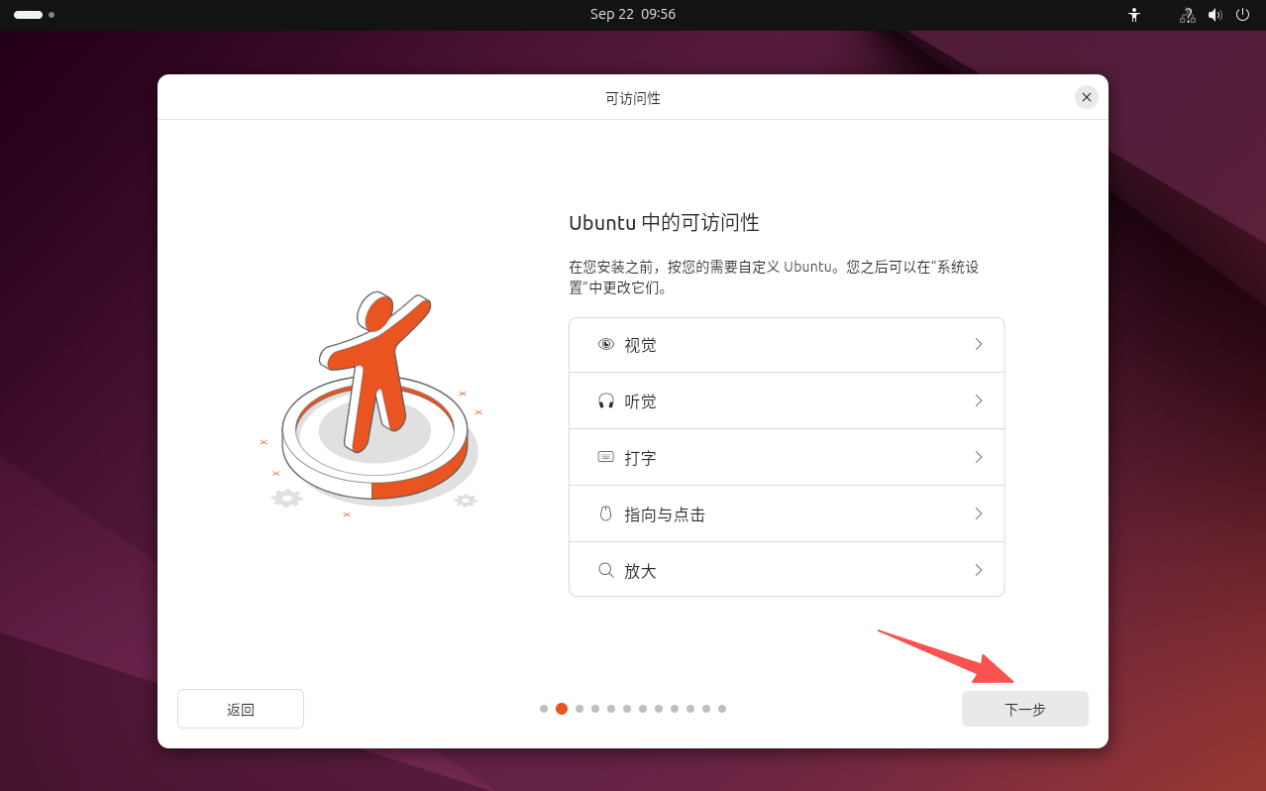 Sep 22 09:56
可访问性
Ubuntu 中的可访问性
在您安装之前，按您的需要自定义 Ubuntu。您之后可以在“系统设
置”中更改它们。
视觉
听觉
打字
指向与点击
放大
返回
下一步